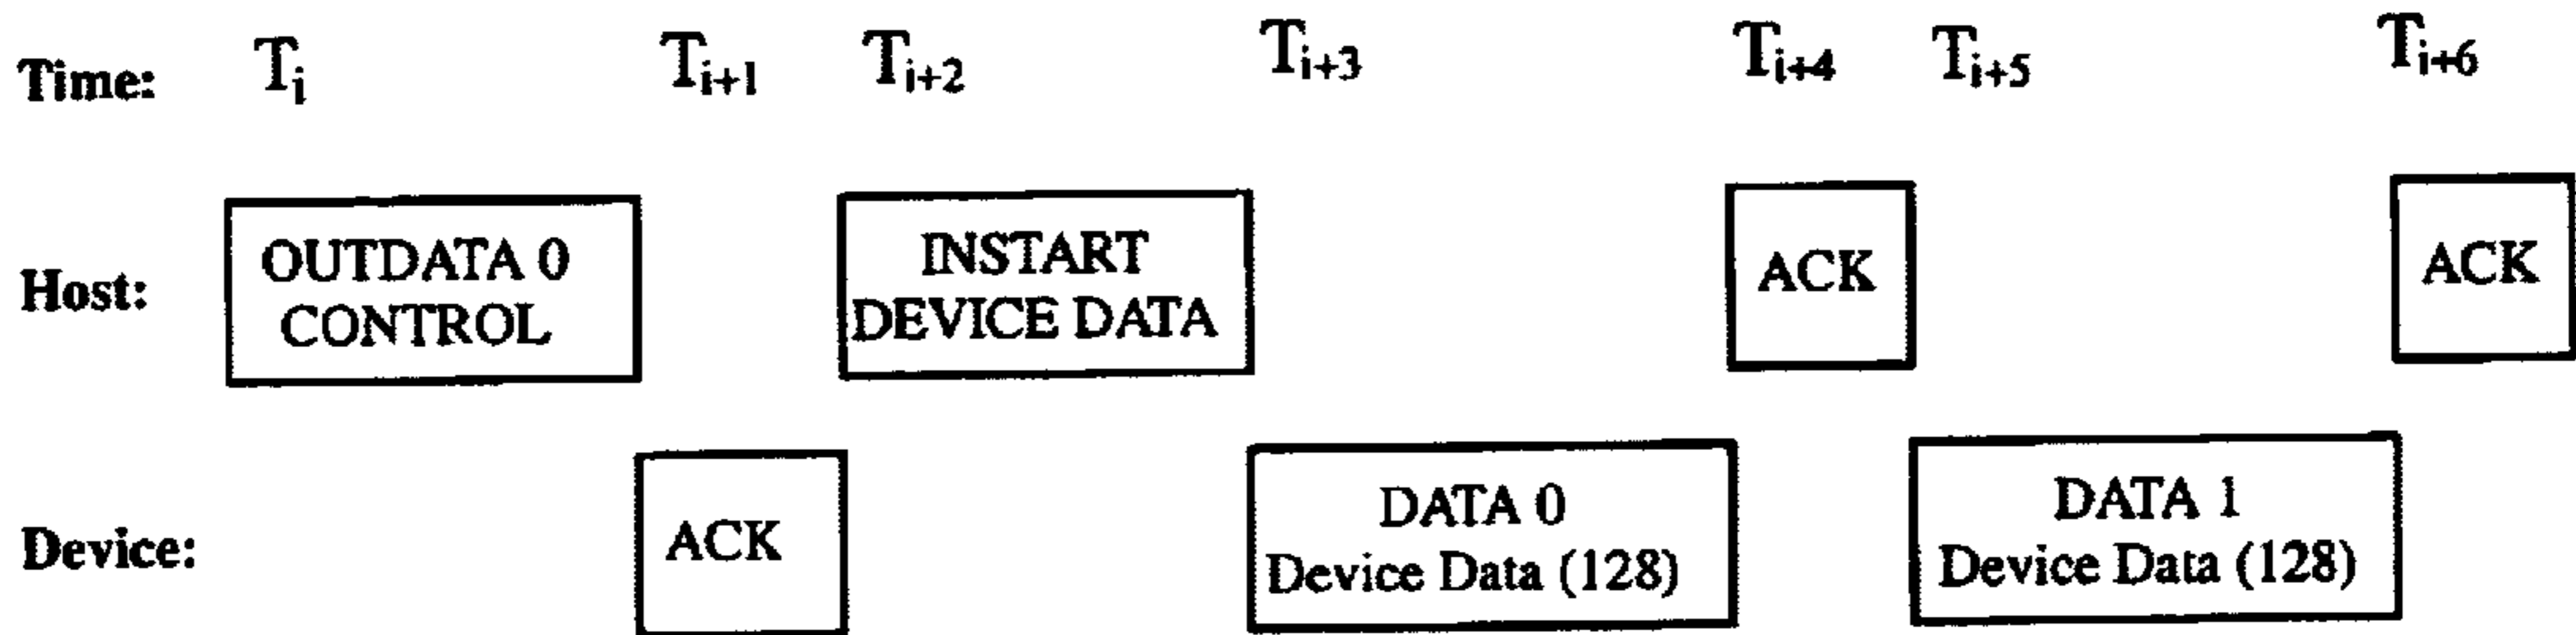 Time: Ti Ti+1 Ti+2 Ti+3 Ti+4 Ti+5 Ti+6
Host:
OUTDATA 0
CONTROL
INSTART
DEVICE DATA
ACK
ACK
Device:
ACK
DATA 0
Device Data (128)
DATA 1
Device Data (128)